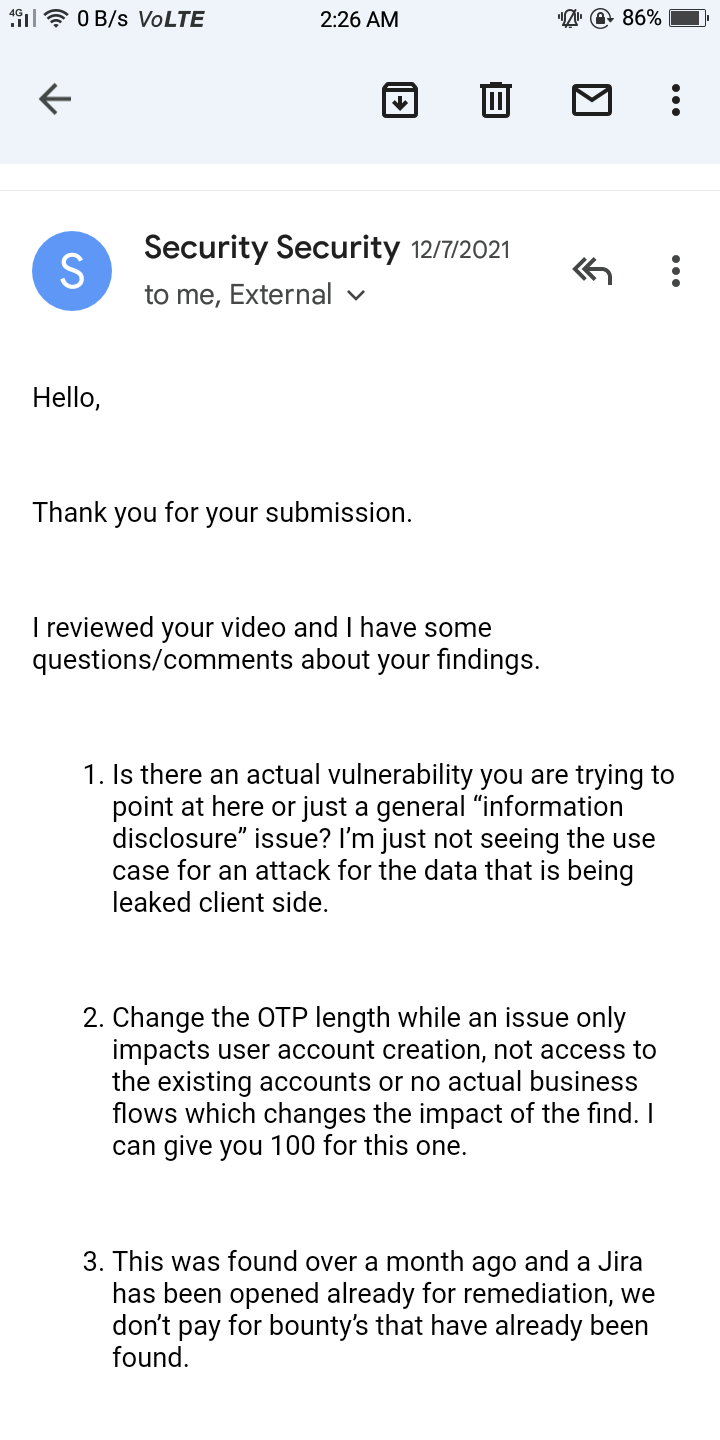 4G 0 B/s VoLTE 2:26 AM 86%
S
Security Security 12/7/2021
to me, External
Hello,
Thank you for your submission.
I reviewed your video and I have some
questions/comments about your findings.
1. Is there an actual vulnerability you are trying to
point at here or just a general “information
disclosure” issue? I’m just not seeing the use
case for an attack for the data that is being
leaked client side.
2. Change the OTP length while an issue only
impacts user account creation, not access to
the existing accounts or no actual business
flows which changes the impact of the find. I
can give you 100 for this one.
3. This was found over a month ago and a Jira
has been opened already for remediation, we
don’t pay for bounty’s that have already been
found.